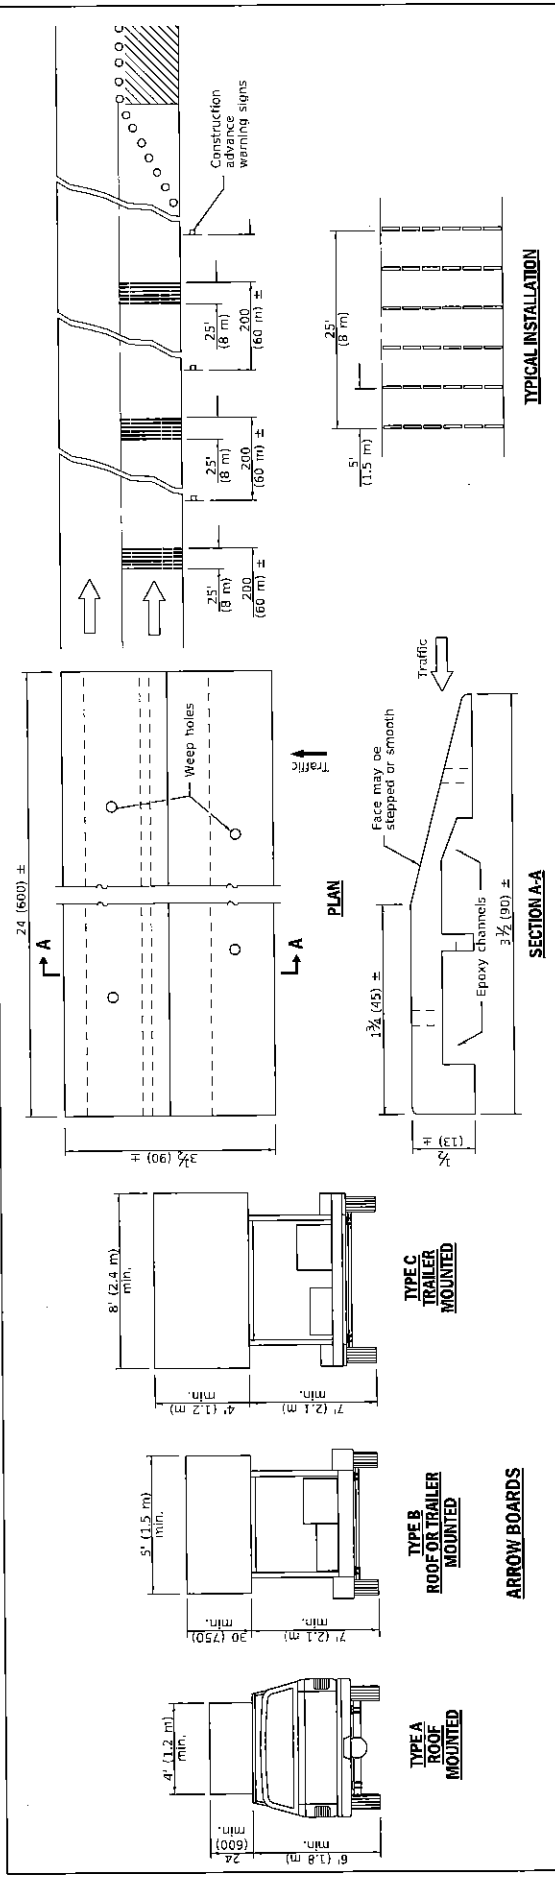 24
(600)
min.
6' (1.8 m)
min.
4' (1.2 m)
min.
TYPE A
ROOF
MOUNTED
30 (750)
min.
7' (2.1 m)
min.
5' (1.5 m)
min.
TYPE B
ROOF OR TRAILER
MOUNTED
4' (1.2 m)
min.
7' (2.1 m)
min.
8' (2.4 m)
min.
TYPE C
TRAILER
MOUNTED
ARROW BOARDS
24 (600) ±
3½ (90) ±
A
A
Weep holes
Traffic
PLAN
1¾ (45) ±
½
(13) ±
Face may be
stepped or smooth
Traffic
Epoxy channels
3½ (90) ±
SECTION A-A
25'
(8 m)
200
(60 m) ±
25'
(8 m)
200
(60 m) ±
25'
(8 m)
200
(60 m) ±
Construction
advance
warning signs
5'
(1.5 m)
25'
(8 m)
TYPICAL INSTALLATION